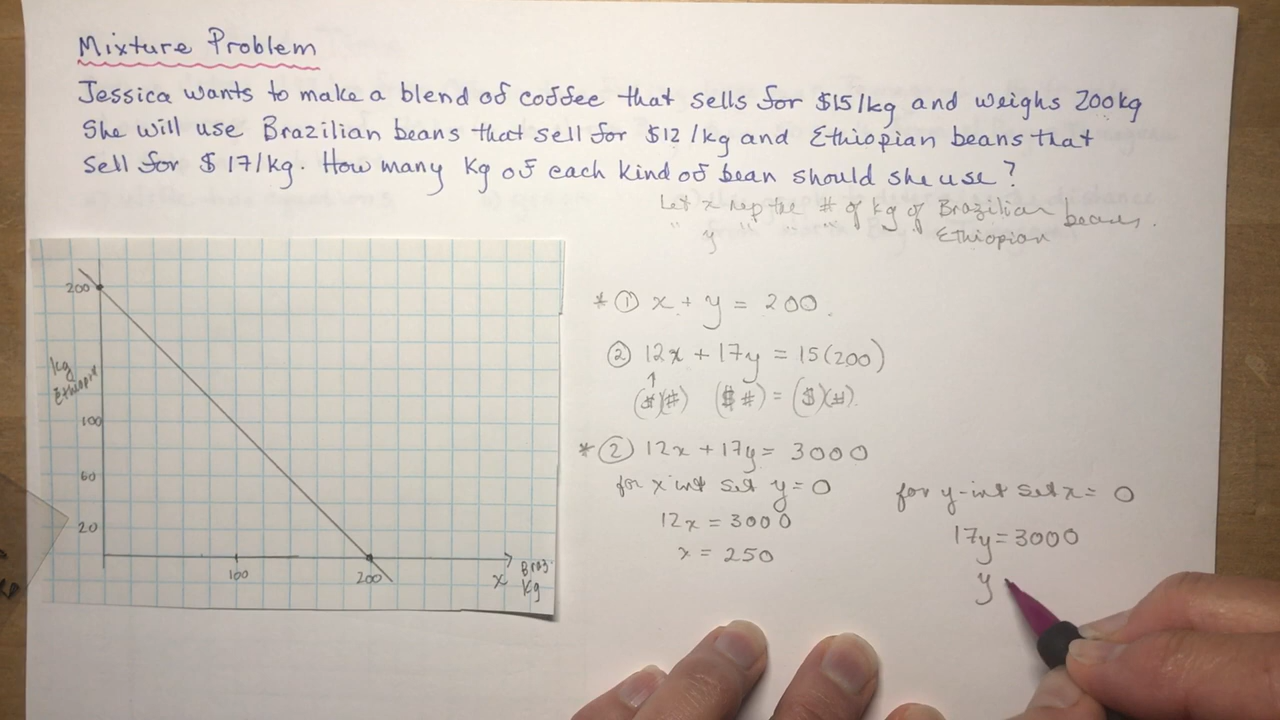 Mixture Problem
Jessica wants to make a blend of coffee that sells for $15/kg and weighs 200kg
She will use Brazilian beans that sell for $12/kg and Ethiopian beans that
sell for $17/kg. How many kg of each kind of bean should she use?
Let x rep the # of kg of Brazilian beans.
" y " " " " Ethiopian
200
kg
100
60
20
100
200
x
Kg
* ① x + y = 200.
② 12x + 17y = 15(200)
↑
(#)(#) ($ #) = ($)(#).
* ② 12x + 17y = 3000
for x int set y = 0
12x = 3000
x = 250
for y-int set x = 0
17y = 3000
y